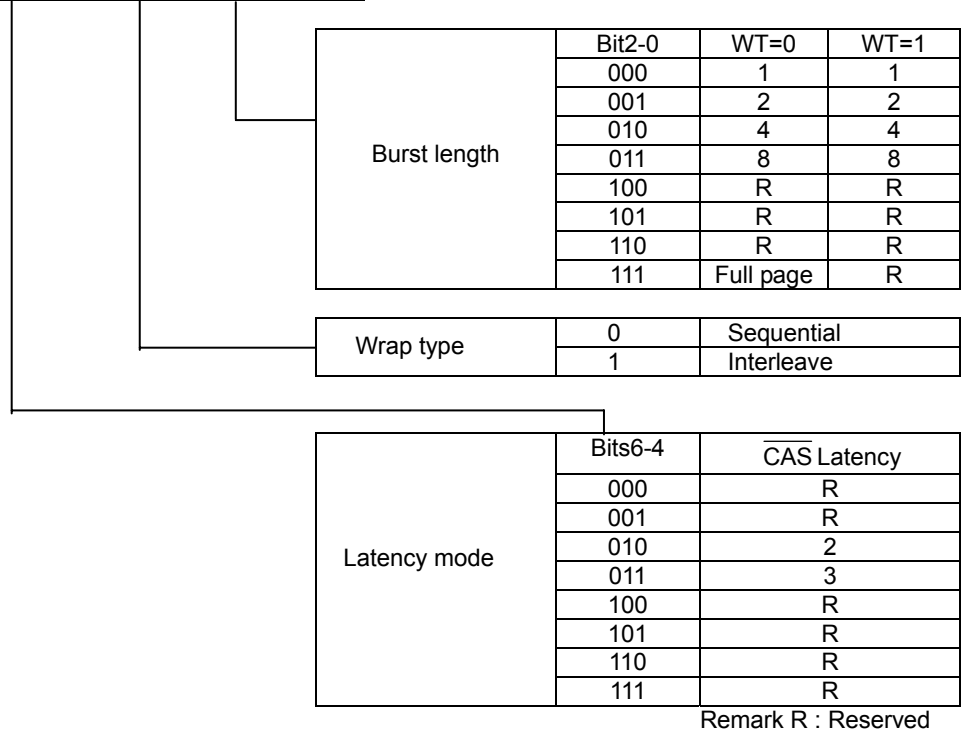 Bit2-0 WT=0 WT=1
000 1 1
001 2 2
010 4 4
Burst length 011 8 8
100 R R
101 R R
110 R R
111 Full page R
Wrap type 0 Sequential
1 Interleave
Bits6-4 CAS Latency
000 R
001 R
Latency mode 010 2
011 3
100 R
101 R
110 R
111 R
Remark R : Reserved